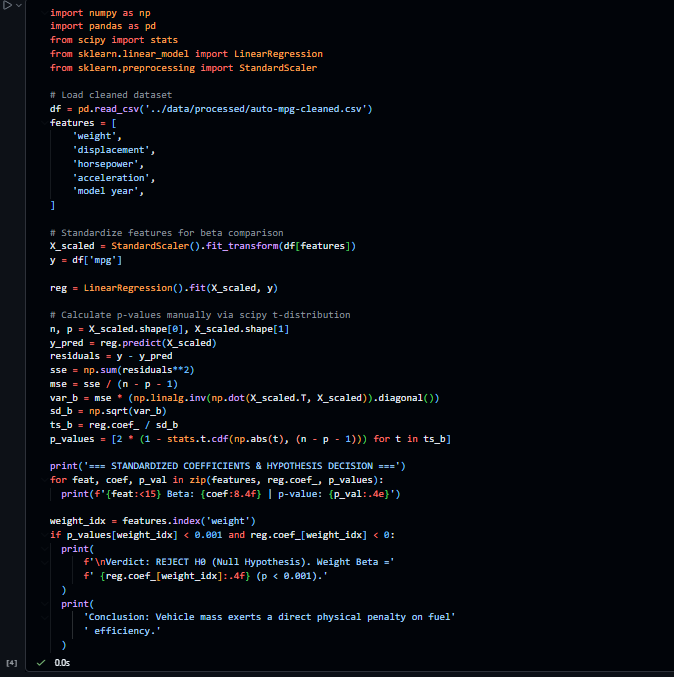 import numpy as np
import pandas as pd
from scipy import stats
from sklearn.linear_model import LinearRegression
from sklearn.preprocessing import StandardScaler

# Load cleaned dataset
df = pd.read_csv('../data/processed/auto-mpg-cleaned.csv')
features = [
    'weight',
    'displacement',
    'horsepower',
    'acceleration',
    'model year',
]

# Standardize features for beta comparison
X_scaled = StandardScaler().fit_transform(df[features])
y = df['mpg']

reg = LinearRegression().fit(X_scaled, y)

# Calculate p-values manually via scipy t-distribution
n, p = X_scaled.shape[0], X_scaled.shape[1]
y_pred = reg.predict(X_scaled)
residuals = y - y_pred
sse = np.sum(residuals**2)
mse = sse / (n - p - 1)
var_b = mse * (np.linalg.inv(np.dot(X_scaled.T, X_scaled)).diagonal())
sd_b = np.sqrt(var_b)
ts_b = reg.coef_ / sd_b
p_values = [2 * (1 - stats.t.cdf(np.abs(t), (n - p - 1))) for t in ts_b]

print('=== STANDARDIZED COEFFICIENTS & HYPOTHESIS DECISION ===')
for feat, coef, p_val in zip(features, reg.coef_, p_values):
  print(f'{feat:<15} Beta: {coef:8.4f} | p-value: {p_val:.4e}')

weight_idx = features.index('weight')
if p_values[weight_idx] < 0.001 and reg.coef_[weight_idx] < 0:
  print(
      f'\nVerdict: REJECT H0 (Null Hypothesis). Weight Beta ='
      f' {reg.coef_[weight_idx]:.4f} (p < 0.001).'
  )
  print(
      'Conclusion: Vehicle mass exerts a direct physical penalty on fuel'
      ' efficiency.'
  )
[4] 0.0s